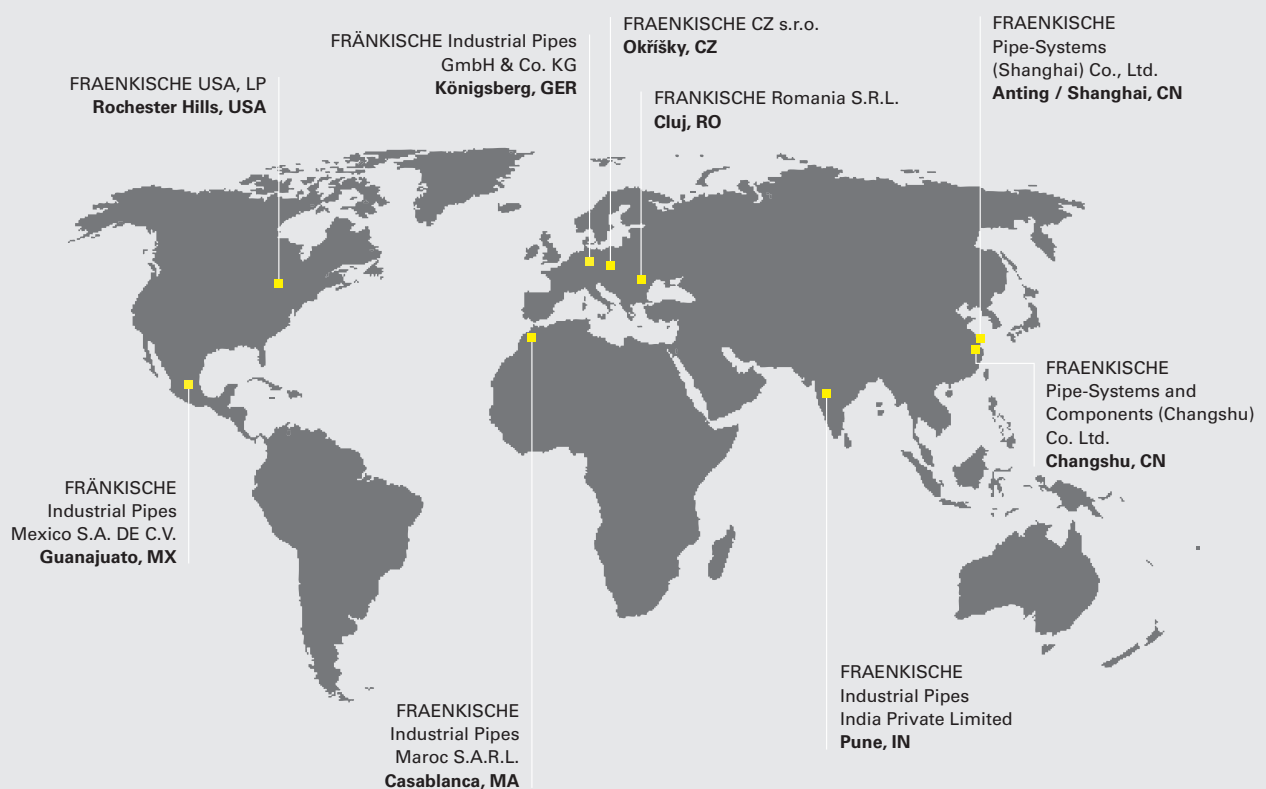 FRAENKISCHE USA, LP
Rochester Hills, USA
FRÄNKISCHE Industrial Pipes
GmbH & Co. KG
Königsberg, GER
FRAENKISCHE CZ s.r.o.
Okříšky, CZ
FRANKISCHE Romania S.R.L.
Cluj, RO
FRAENKISCHE
Pipe-Systems
(Shanghai) Co., Ltd.
Anting / Shanghai, CN
FRAENKISCHE
Pipe-Systems and
Components (Changshu)
Co. Ltd.
Changshu, CN
FRÄNKISCHE
Industrial Pipes
Mexico S.A. DE C.V.
Guanajuato, MX
FRAENKISCHE
Industrial Pipes
Maroc S.A.R.L.
Casablanca, MA
FRAENKISCHE
Industrial Pipes
India Private Limited
Pune, IN